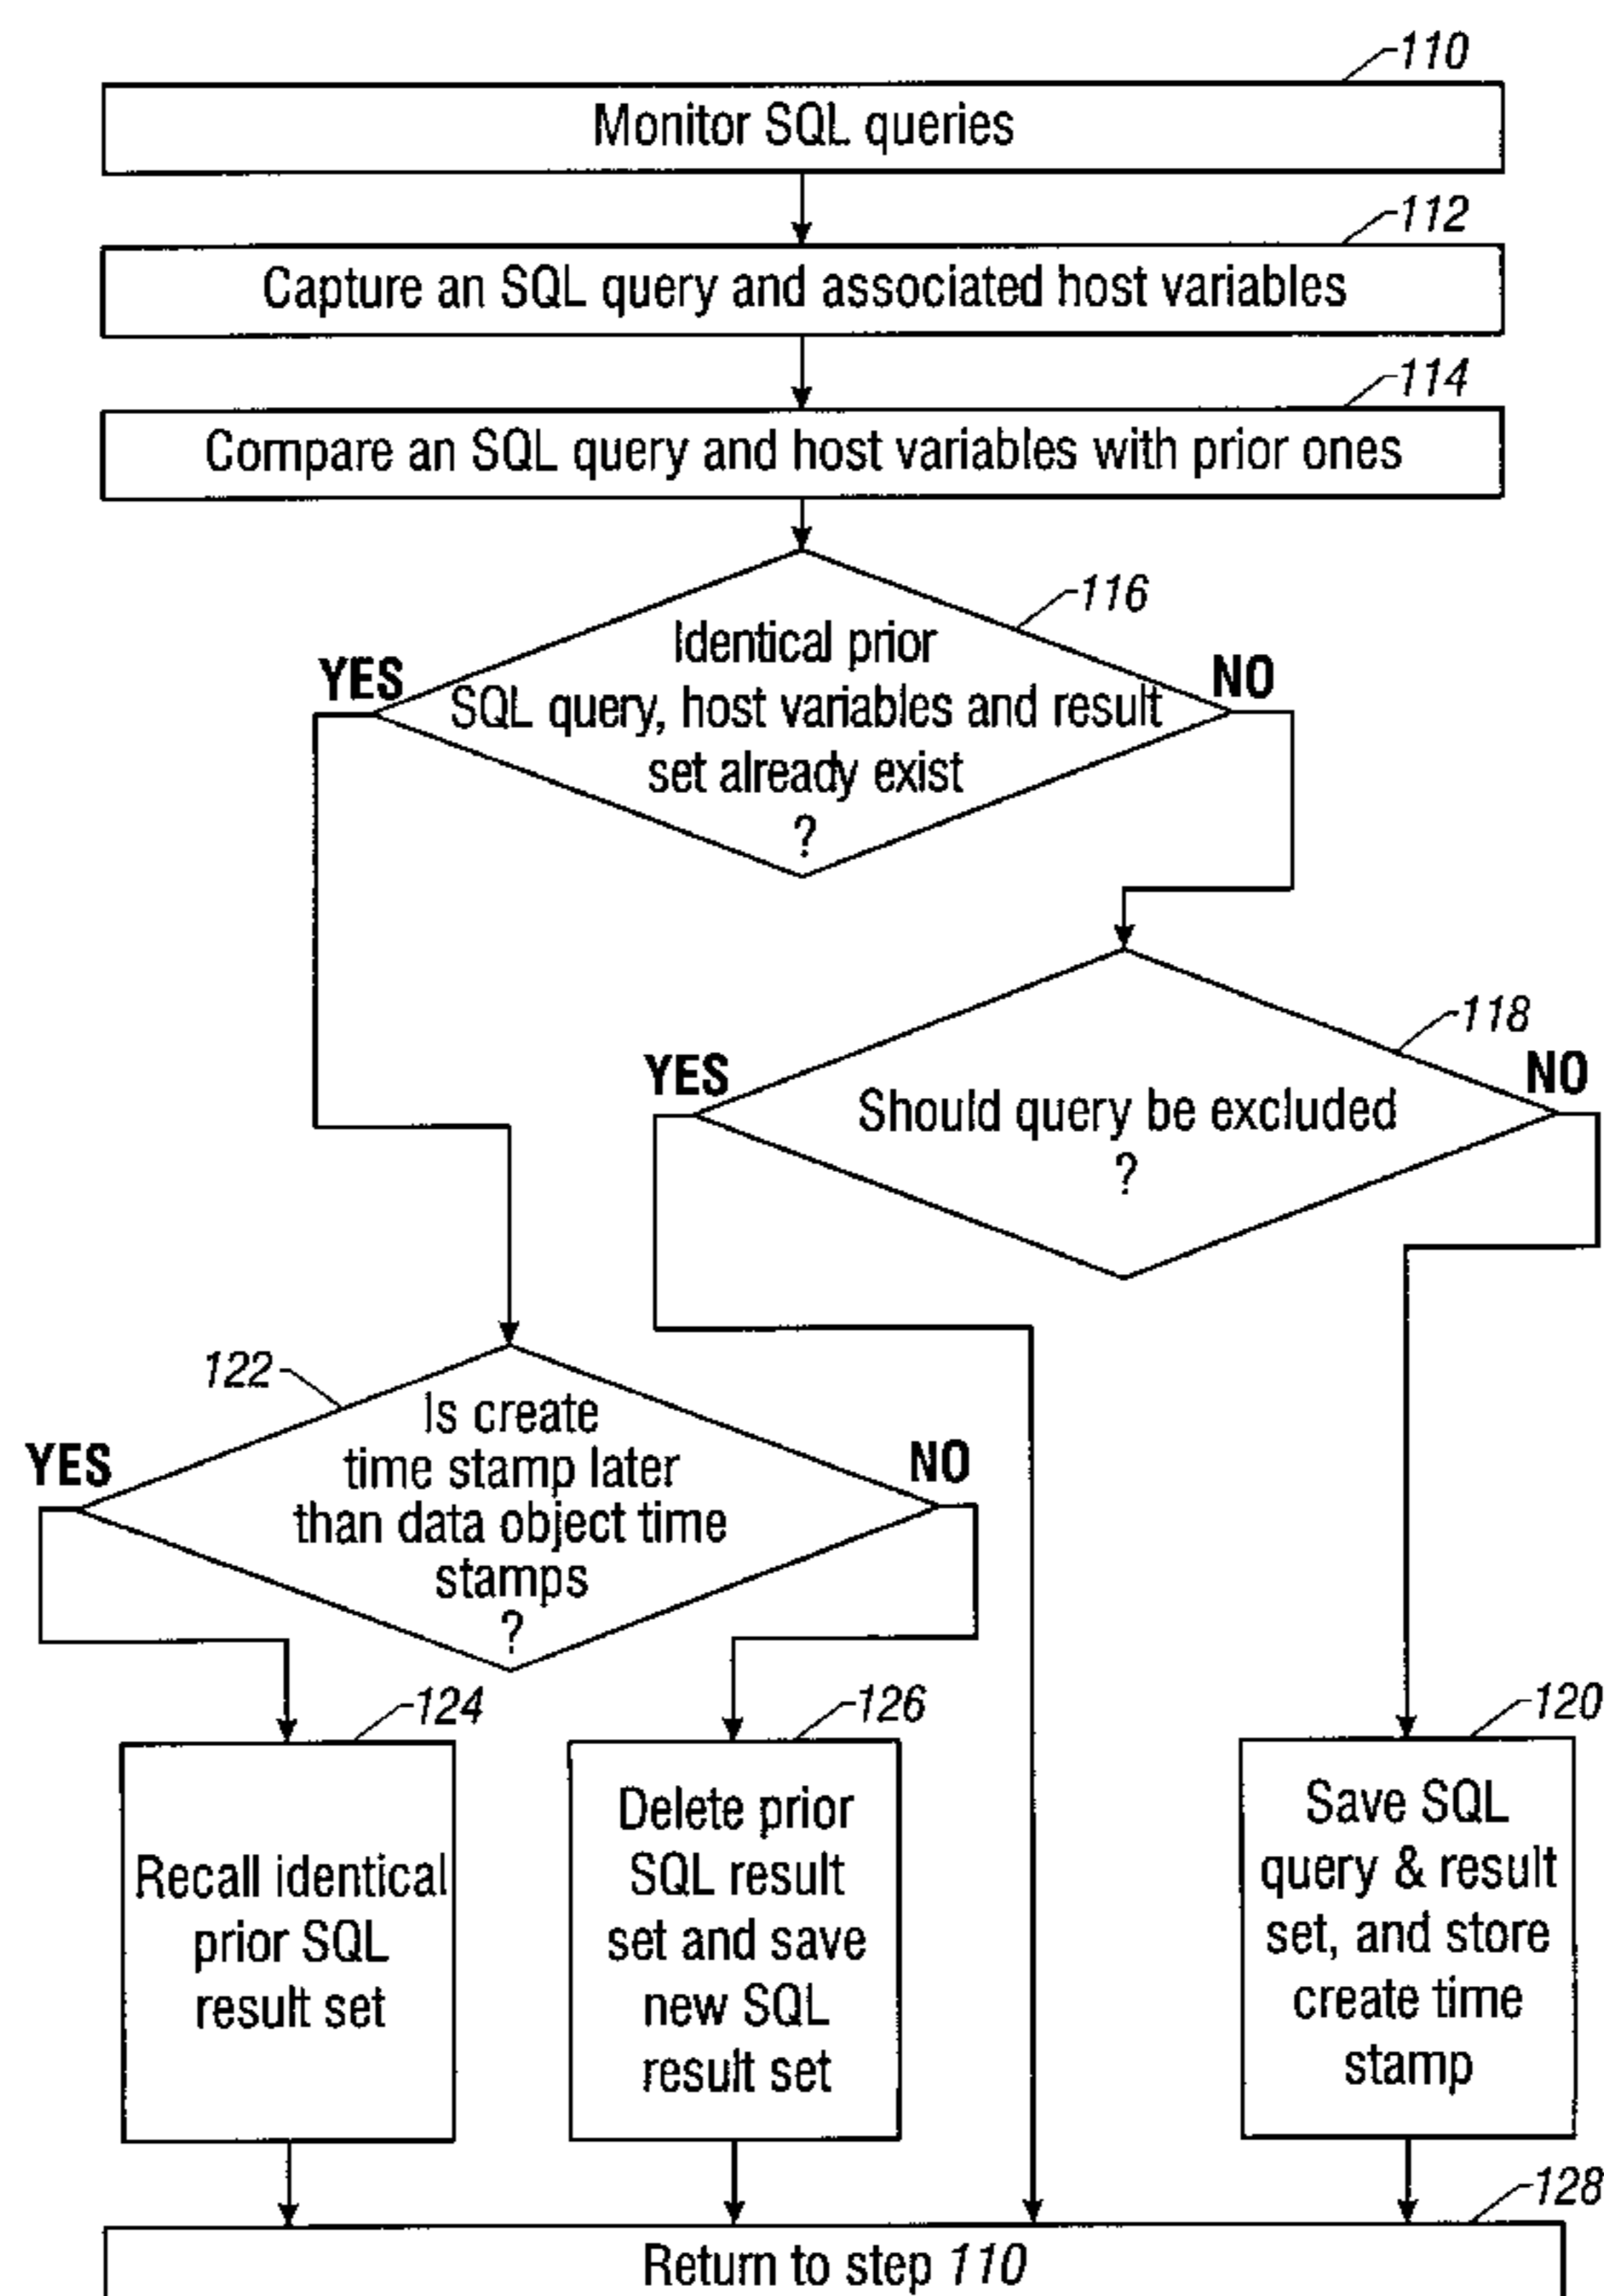 110
Monitor SQL queries
112
Capture an SQL query and associated host variables
114
Compare an SQL query and host variables with prior ones
116
Identical prior
YES
NO
SQL query, host variables and result
set already exist
?
118
YES
NO
Should query be excluded
?
122
Is create
YES
NO
time stamp later
than data object time
stamps
?
124
Recall identical
prior SQL
result set
126
Delete prior
SQL result
set and save
new SQL
result set
120
Save SQL
query & result
set, and store
create time
stamp
128
Return to step 110